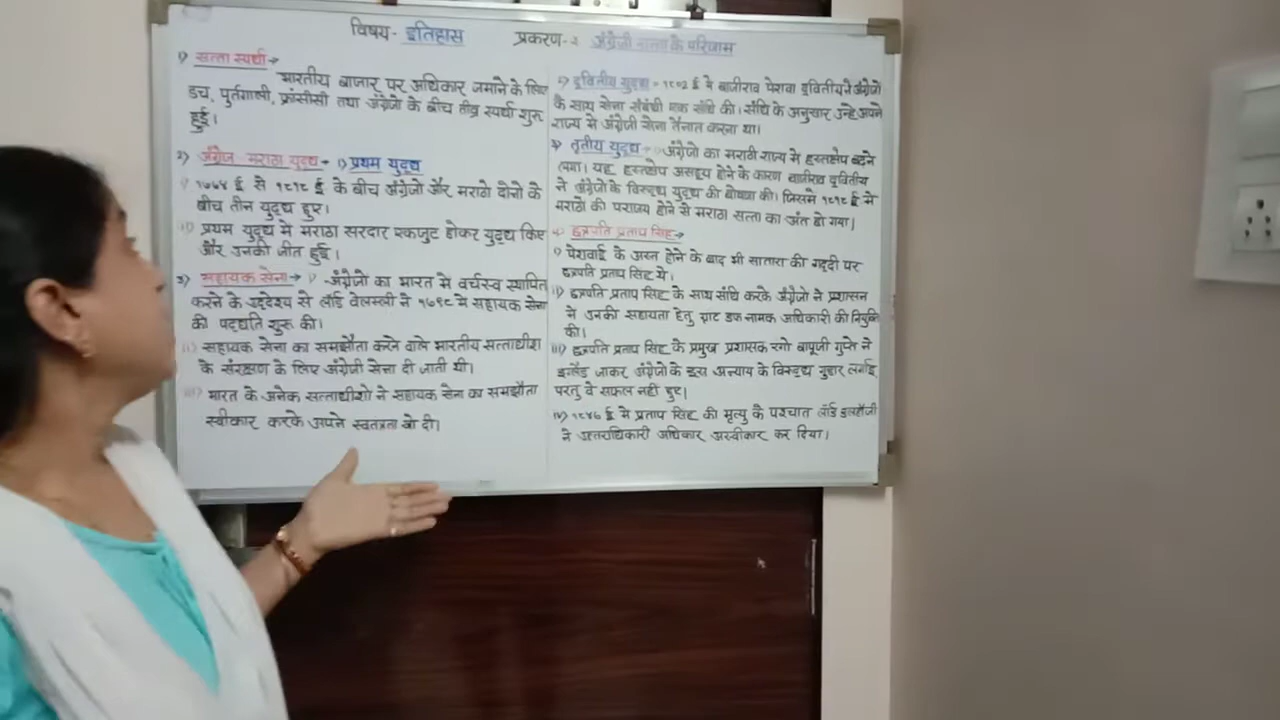 विषय- इतिहास प्रकरण-२ अंग्रेजी सत्ता के परिणाम
१) सत्ता स्पर्धा→
भारतीय बाजार पर अधिकार जमाने के लिए
डच, पुर्तगाली, फ्रांसीसी तथा अंग्रेजो के बीच तीव्र स्पर्धा शुरू
हुई।
२) अंग्रेज मराठा युद्ध→ १) प्रथम युद्ध
i) १७७४ ई से १८१८ ई के बीच अंग्रेजो और मराठो दोनो के
बीच तीन युद्ध हुए।
ii) प्रथम युद्ध मे मराठा सरदार एकजुट होकर युद्ध किए
और उनकी जीत हुई।
३) सहायक सेना→ i) अंग्रेजो का भारत मे वर्चस्व स्थापित
करने के उद्देश्य से लॉर्ड वेलस्ली ने १७९८ मे सहायक सेना
की पद्धति शुरू की।
ii) सहायक सेना का समझौता करने वाले भारतीय सत्ताधीश
के संरक्षण के लिए अंग्रेजी सेना दी जाती थी।
iii) भारत के अनेक सत्ताधीशो ने सहायक सेना का समझौता
स्वीकार करके अपने स्वतंत्रता खो दी।
२) द्वितीय युद्ध - १८०२ ई मे बाजीराव पेशवा द्वितीय ने अंग्रेजो
के साथ सेना संबंधी एक संधि की। संधि के अनुसार उन्हे अपने
राज्य मे अंग्रेजी सेना तैनात करना था।
तृतीय युद्ध→ अंग्रेजो का मराठी राज्य मे हस्तक्षेप बढ़ने
लगा। यह हस्तक्षेप असह्य होने के कारण बाजीराव द्वितीय
ने अंग्रेजो के विरुद्ध युद्ध की घोषणा की। जिसमे १८१८ ई मे
मराठो की पराजय होने से मराठा सत्ता का अंत हो गया।
४) छत्रपति प्रताप सिंह→
i) पेशवाई के अस्त होने के बाद भी सातारा की गद्दी पर
छत्रपति प्रताप सिंह थे।
ii) छत्रपति प्रताप सिंह के साथ संधि करके अंग्रेजो ने प्रशासन
मे उनकी सहायता हेतु ग्राट डफ नामक अधिकारी की नियुक्ति
की।
iii) छत्रपति प्रताप सिंह के प्रमुख प्रशासक रंगो बापूजी गुप्ते ने
इंग्लैंड जाकर अंग्रेजो के इस अन्याय के विरुद्ध गुहार लगाई
परंतु वे सफल नहीं हुए।
iv) १८४७ ई मे प्रताप सिंह की मृत्यु के पश्चात लॉर्ड डलहौजी
ने उत्तराधिकारी अधिकार अस्वीकार कर दिया।